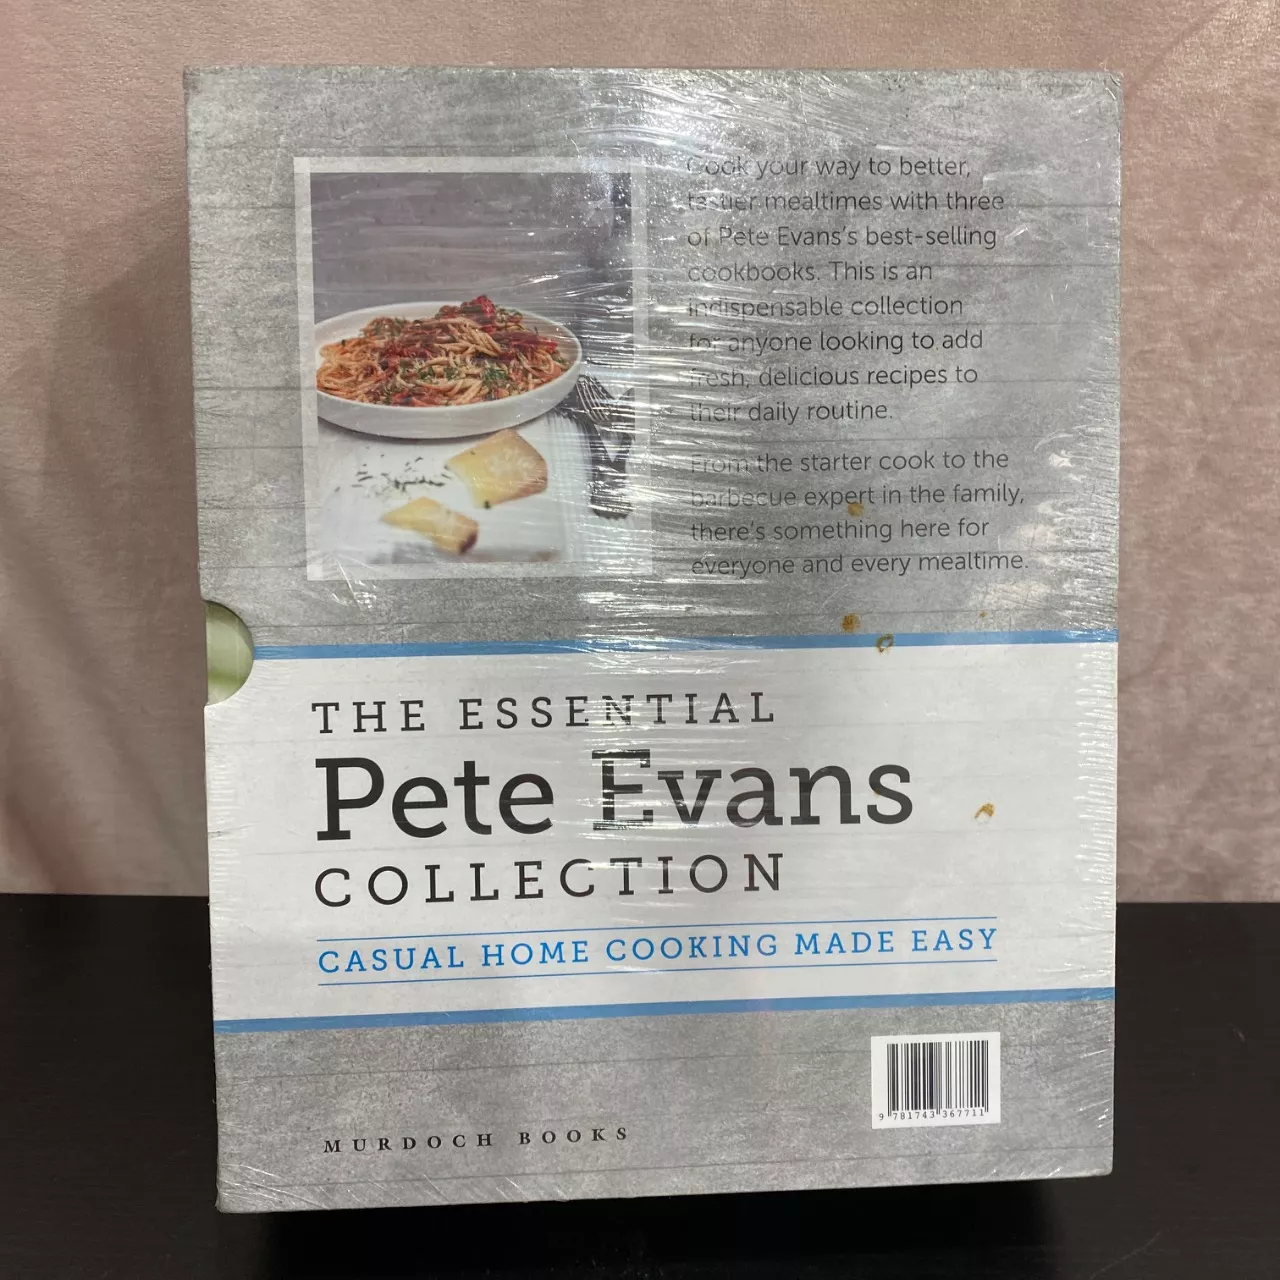 Cook your way to better,
tastier mealtimes with three
of Pete Evans's best-selling
cookbooks. This is an
indispensable collection
for anyone looking to add
fresh, delicious recipes to
their daily routine.
From the starter cook to the
barbecue expert in the family,
there's something here for
everyone and every mealtime.
THE ESSENTIAL
Pete Evans
COLLECTION
CASUAL HOME COOKING MADE EASY
9 781743 367711
MURDOCH BOOKS